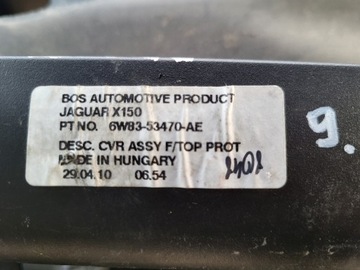 BOS AUTOMOTIVE PRODUCT
JAGUAR X150
PT NO. 6W83-53470-AE
DESC. CVR ASSY F/TOP PROT
MADE IN HUNGARY
29.04.10 06.54
9.